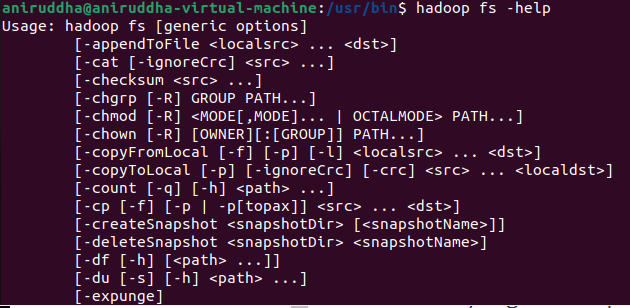 aniruddha@aniruddha-virtual-machine:/usr/bin$ hadoop fs -help
Usage: hadoop fs [generic options]
[-appendToFile <localsrc> ... <dst>]
[-cat [-ignoreCrc] <src> ...]
[-checksum <src> ...]
[-chgrp [-R] GROUP PATH...]
[-chmod [-R] <MODE[,MODE]... | OCTALMODE> PATH...]
[-chown [-R] [OWNER][:[GROUP]] PATH...]
[-copyFromLocal [-f] [-p] [-l] <localsrc> ... <dst>]
[-copyToLocal [-p] [-ignoreCrc] [-crc] <src> ... <localdst>]
[-count [-q] [-h] <path> ...]
[-cp [-f] [-p | -p[topax]] <src> ... <dst>]
[-createSnapshot <snapshotDir> [<snapshotName>]]
[-deleteSnapshot <snapshotDir> <snapshotName>]
[-df [-h] [<path> ...]]
[-du [-s] [-h] <path> ...]
[-expunge]